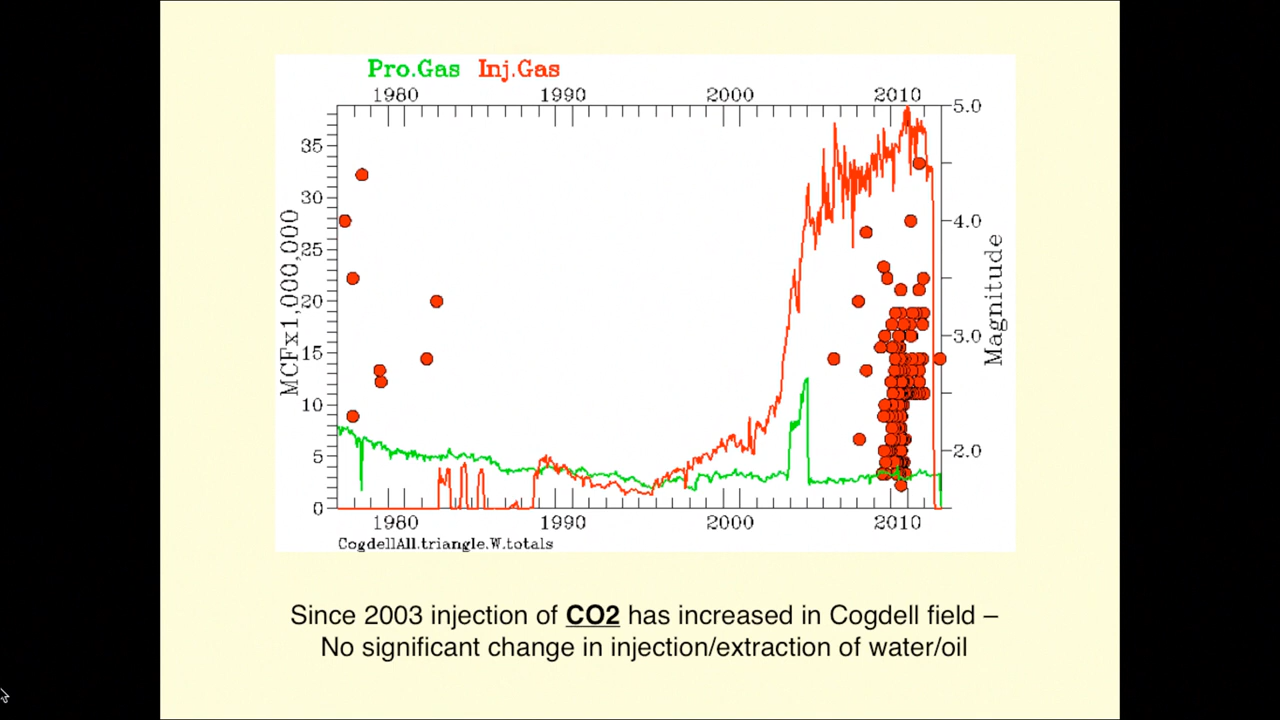 Pro.Gas Inj.Gas
1980 1990 2000 2010
5.0
35
30
4.0
25
20
3.0
15
10
2.0
5
0
MCFx1,000,000
Magnitude
1980 1990 2000 2010
CogdellAll.triangle.W.totals
Since 2003 injection of CO2 has increased in Cogdell field –
No significant change in injection/extraction of water/oil